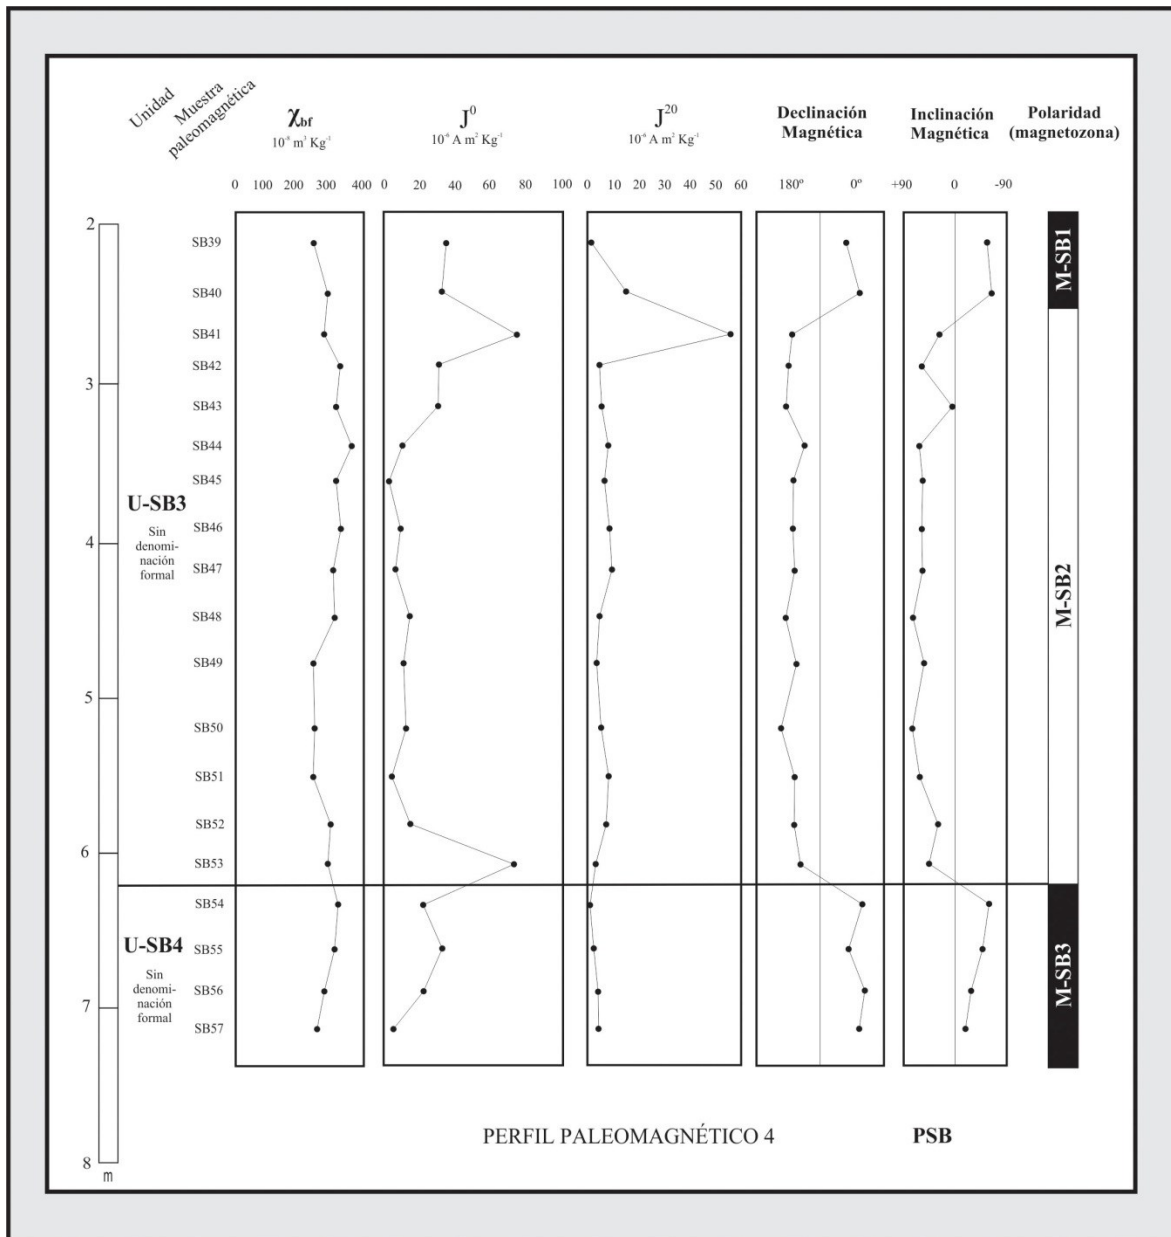 Unidad
Muestra
paleomagnética
χbf
10⁻⁸ m³ Kg⁻¹
J⁰
10⁻⁶ A m² Kg⁻¹
J²⁰
10⁻⁶ A m² Kg⁻¹
Declinación
Magnética
Inclinación
Magnética
Polaridad
(magnetozona)
0 100 200 300 400
0 20 40 60 80 100
0 10 20 30 40 50 60
180º 0º
+90 0 -90
2
SB39
SB40
SB41
SB42
3
SB43
SB44
SB45
U-SB3
Sin
denomi-
nación
formal
SB46
4
SB47
SB48
SB49
5
SB50
SB51
SB52
6
SB53
SB54
U-SB4
Sin
denomi-
nación
formal
SB55
SB56
7
SB57
8
m
M-SB1
M-SB2
M-SB3
PERFIL PALEOMAGNÉTICO 4 PSB